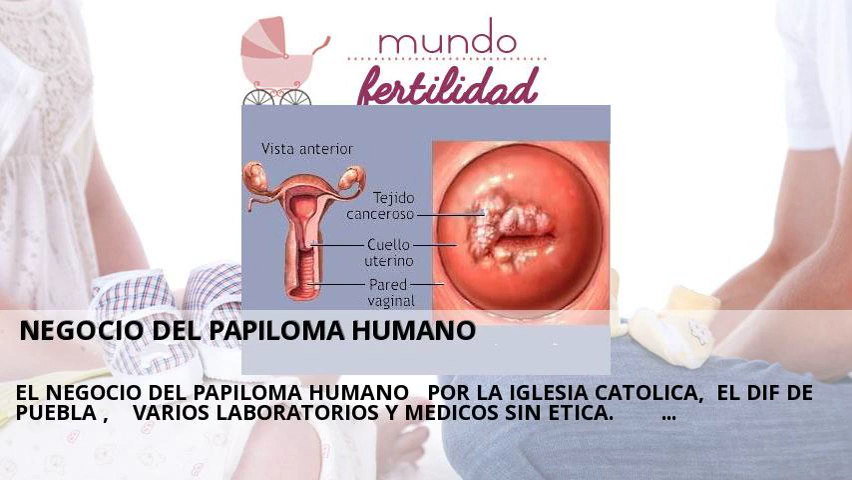 mundo
fertilidad
Vista anterior
Tejido
canceroso
Cuello
uterino
Pared
vaginal
NEGOCIO DEL PAPILOMA HUMANO
EL NEGOCIO DEL PAPILOMA HUMANO POR LA IGLESIA CATOLICA, EL DIF DE
PUEBLA , VARIOS LABORATORIOS Y MEDICOS SIN ETICA. ...